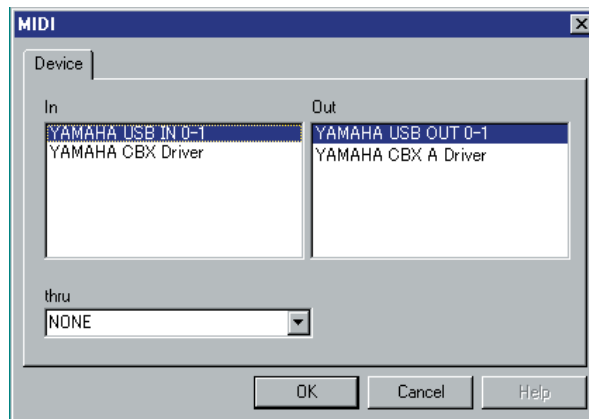 MIDI
Device
In
Out
YAMAHA USB IN 0-1
YAMAHA CBX Driver
YAMAHA USB OUT 0-1
YAMAHA CBX A Driver
thru
NONE
OK
Cancel
Help